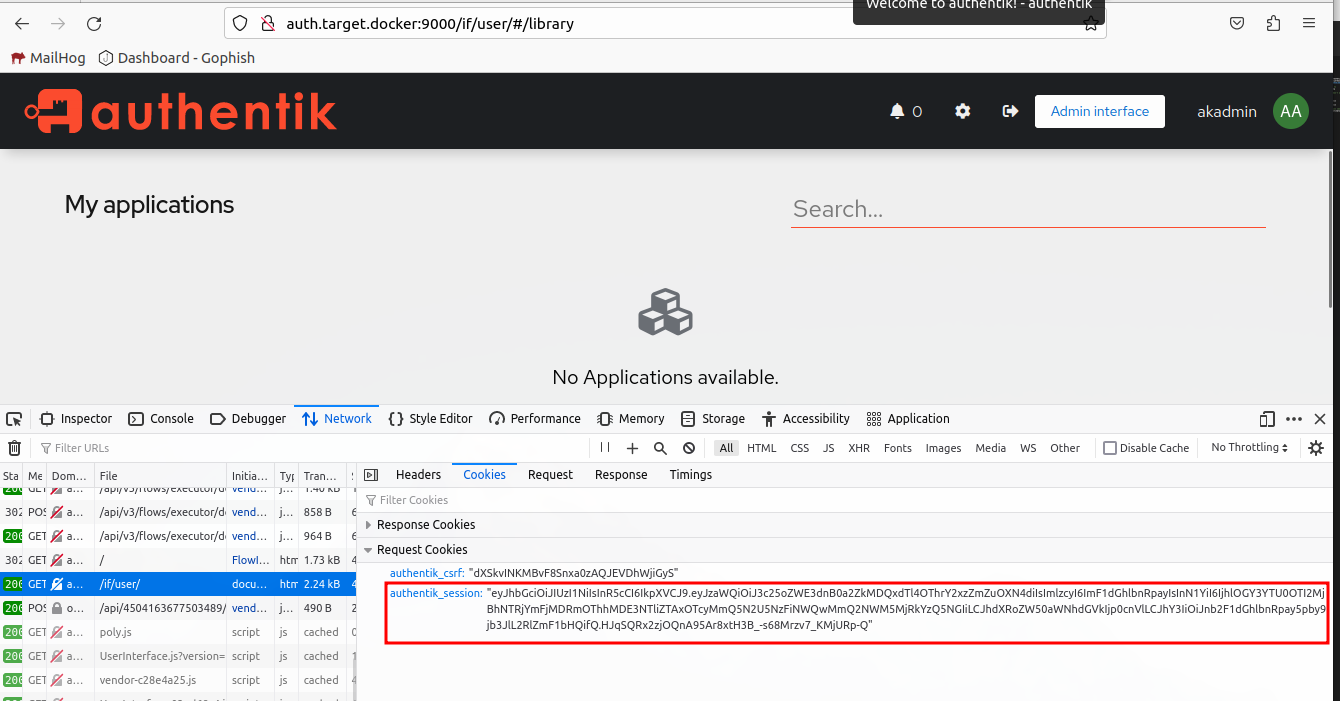 Welcome to authentik! - authentik
auth.target.docker:9000/if/user/#/library
MailHog Dashboard - Gophish
authentik 0 Admin interface akadmin AA
My applications Search...
No Applications available.
Inspector Console Debugger Network Style Editor Performance Memory Storage Accessibility Application
Filter URLs All HTML CSS JS XHR Fonts Images Media WS Other Disable Cache No Throttling
Sta Me Dom... File Initia... Typ Tran... Headers Cookies Request Response Timings
200 GET a... /api/v3/flows/executor/de vend... j... 1.40 kB
Filter Cookies
302 POS a... /api/v3/flows/executor/de vend... j... 858 B 6
Response Cookies
200 GET a... /api/v3/flows/executor/de vend... j... 964 B 6
Request Cookies
302 GET a... / FlowI... htm 1.73 kB 4
authentik_csrf: "dXSkvINKMBvF8Snxa0zAQJEVDhWjiGyS"
200 GET a... /if/user/ docu... htm 2.24 kB 4
authentik_session:
200 POS o... /api/4504163677503489/ vend... j... 490 B 2
200 GET a... poly.js script js cached 0
200 GET a... UserInterface.js?version= script js cached 1
200 GET a... vendor-c28e4a25.js script js cached 4